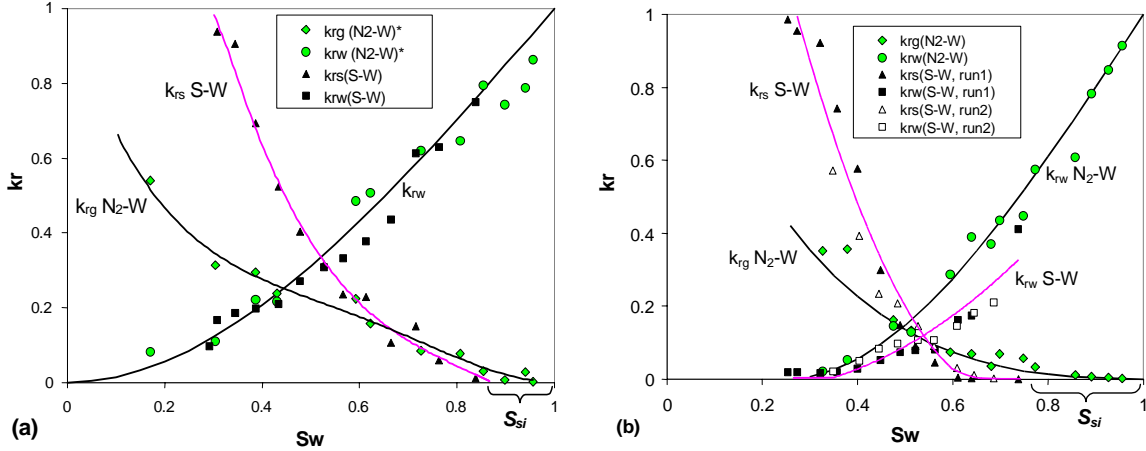 1
0.8
0.6
0.4
0.2
0
0
0.2
0.4
0.6
0.8
1
kr
Sw
(a)
krg (N2-W)*
krw (N2-W)*
krs(S-W)
krw(S-W)
krs S-W
krg N2-W
krw
Ssi
1
0.8
0.6
0.4
0.2
0
0
0.2
0.4
0.6
0.8
1
kr
Sw
(b)
krg(N2-W)
krw(N2-W)
krs(S-W, run1)
krw(S-W, run1)
krs(S-W, run2)
krw(S-W, run2)
krs S-W
krw N2-W
krg N2-W
krw S-W
Ssi